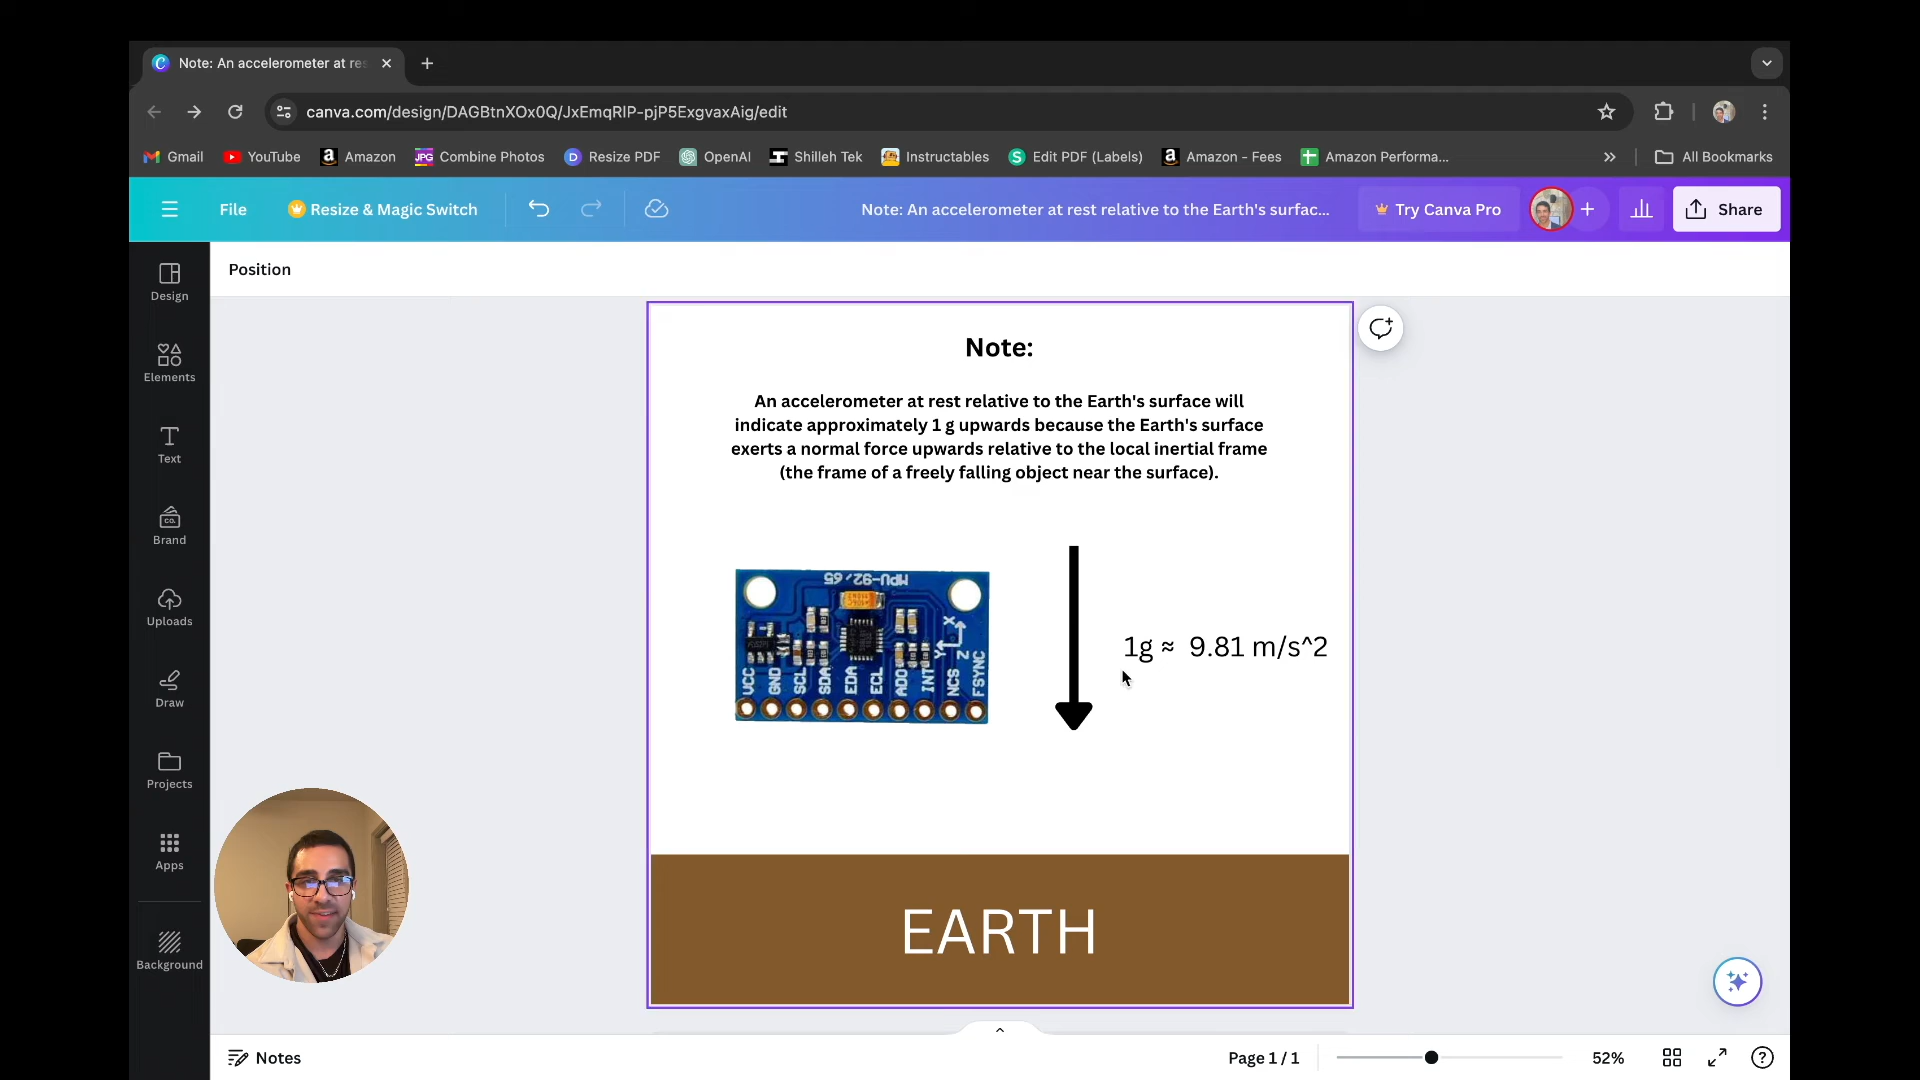 Note: An accelerometer at re
canva.com/design/DAGBtnXOx0Q/JxEmqRIP-pjP5ExgvaxAig/edit
Gmail
YouTube
Amazon
JPG Combine Photos
D Resize PDF
OpenAI
Shilleh Tek
Instructables
S Edit PDF (Labels)
Amazon - Fees
Amazon Performa...
All Bookmarks
File
Resize & Magic Switch
Note: An accelerometer at rest relative to the Earth's surfac...
Try Canva Pro
Share
Position
Design
Elements
Text
Brand
Uploads
Draw
Projects
Apps
Background
Note:
An accelerometer at rest relative to the Earth's surface will
indicate approximately 1 g upwards because the Earth's surface
exerts a normal force upwards relative to the local inertial frame
(the frame of a freely falling object near the surface).
MPU-92/65
X
Y
Z
VCC
GND
SCL
SDA
EDA
ECL
ADO
INT
NCS
FSYNC
1g ≈ 9.81 m/s^2
EARTH
Notes
Page 1 / 1
52%